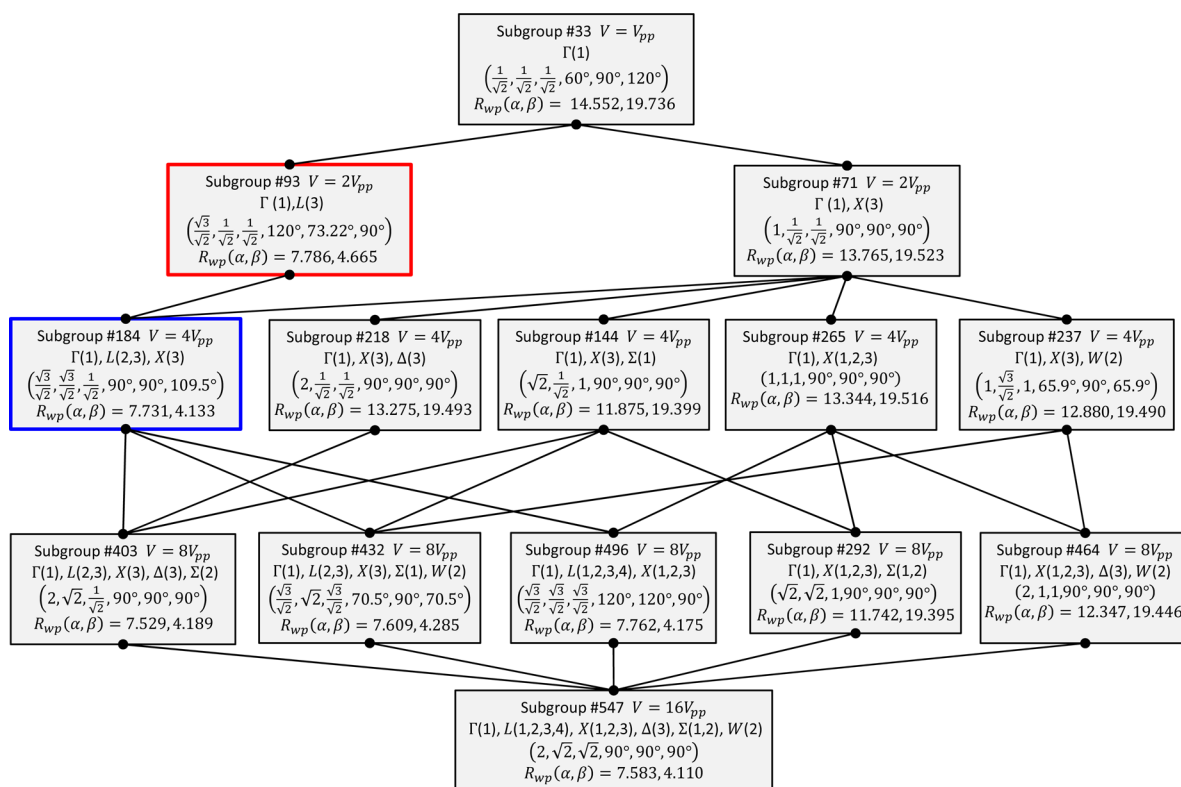 Subgroup #33 V = V_pp
Γ(1)
(1/√2, 1/√2, 1/√2, 60°, 90°, 120°)
R_wp(α, β) = 14.552, 19.736
Subgroup #93 V = 2V_pp
Γ (1), L(3)
(√3/√2, 1/√2, 1/√2, 120°, 73.22°, 90°)
R_wp(α, β) = 7.786, 4.665
Subgroup #71 V = 2V_pp
Γ (1), X(3)
(1, 1/√2, 1/√2, 90°, 90°, 90°)
R_wp(α, β) = 13.765, 19.523
Subgroup #184 V = 4V_pp
Γ(1), L(2,3), X(3)
(√3/√2, √3/√2, 1/√2, 90°, 90°, 109.5°)
R_wp(α, β) = 7.731, 4.133
Subgroup #218 V = 4V_pp
Γ(1), X(3), Δ(3)
(2, 1/√2, 1/√2, 90°, 90°, 90°)
R_wp(α, β) = 13.275, 19.493
Subgroup #144 V = 4V_pp
Γ(1), X(3), Σ(1)
(√2, 1/√2, 1, 90°, 90°, 90°)
R_wp(α, β) = 11.875, 19.399
Subgroup #265 V = 4V_pp
Γ(1), X(1,2,3)
(1, 1, 1, 90°, 90°, 90°)
R_wp(α, β) = 13.344, 19.516
Subgroup #237 V = 4V_pp
Γ(1), X(3), W(2)
(1, √3/√2, 1, 65.9°, 90°, 65.9°)
R_wp(α, β) = 12.880, 19.490
Subgroup #403 V = 8V_pp
Γ(1), L(2,3), X(3), Δ(3), Σ(2)
(2, √2, 1/√2, 90°, 90°, 90°)
R_wp(α, β) = 7.529, 4.189
Subgroup #432 V = 8V_pp
Γ(1), L(2,3), X(3), Σ(1), W(2)
(√3/√2, √2, √3/√2, 70.5°, 90°, 70.5°)
R_wp(α, β) = 7.609, 4.285
Subgroup #496 V = 8V_pp
Γ(1), L(1,2,3,4), X(1,2,3)
(√3/√2, √3/√2, √3/√2, 120°, 120°, 90°)
R_wp(α, β) = 7.762, 4.175
Subgroup #292 V = 8V_pp
Γ(1), X(1,2,3), Σ(1,2)
(√2, √2, 1, 90°, 90°, 90°)
R_wp(α, β) = 11.742, 19.395
Subgroup #464 V = 8V_pp
Γ(1), X(1,2,3), Δ(3), W(2)
(2, 1, 1, 90°, 90°, 90°)
R_wp(α, β) = 12.347, 19.446
Subgroup #547 V = 16V_pp
Γ(1), L(1,2,3,4), X(1,2,3), Δ(3), Σ(1,2), W(2)
(2, √2, √2, 90°, 90°, 90°)
R_wp(α, β) = 7.583, 4.110